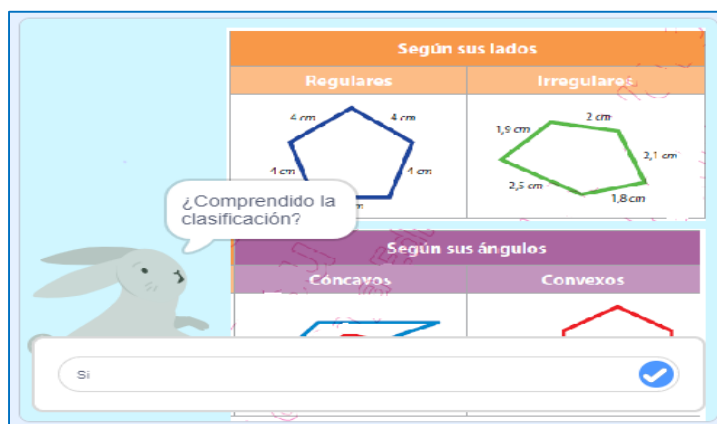 Según sus lados
Regulares Irregulares
4 cm 4 cm
4 cm 4 cm
1,9 cm 2 cm
2,1 cm
2,5 cm
1,8 cm
¿Comprendido la
clasificación?
Según sus ángulos
Cóncavos Convexos
Si